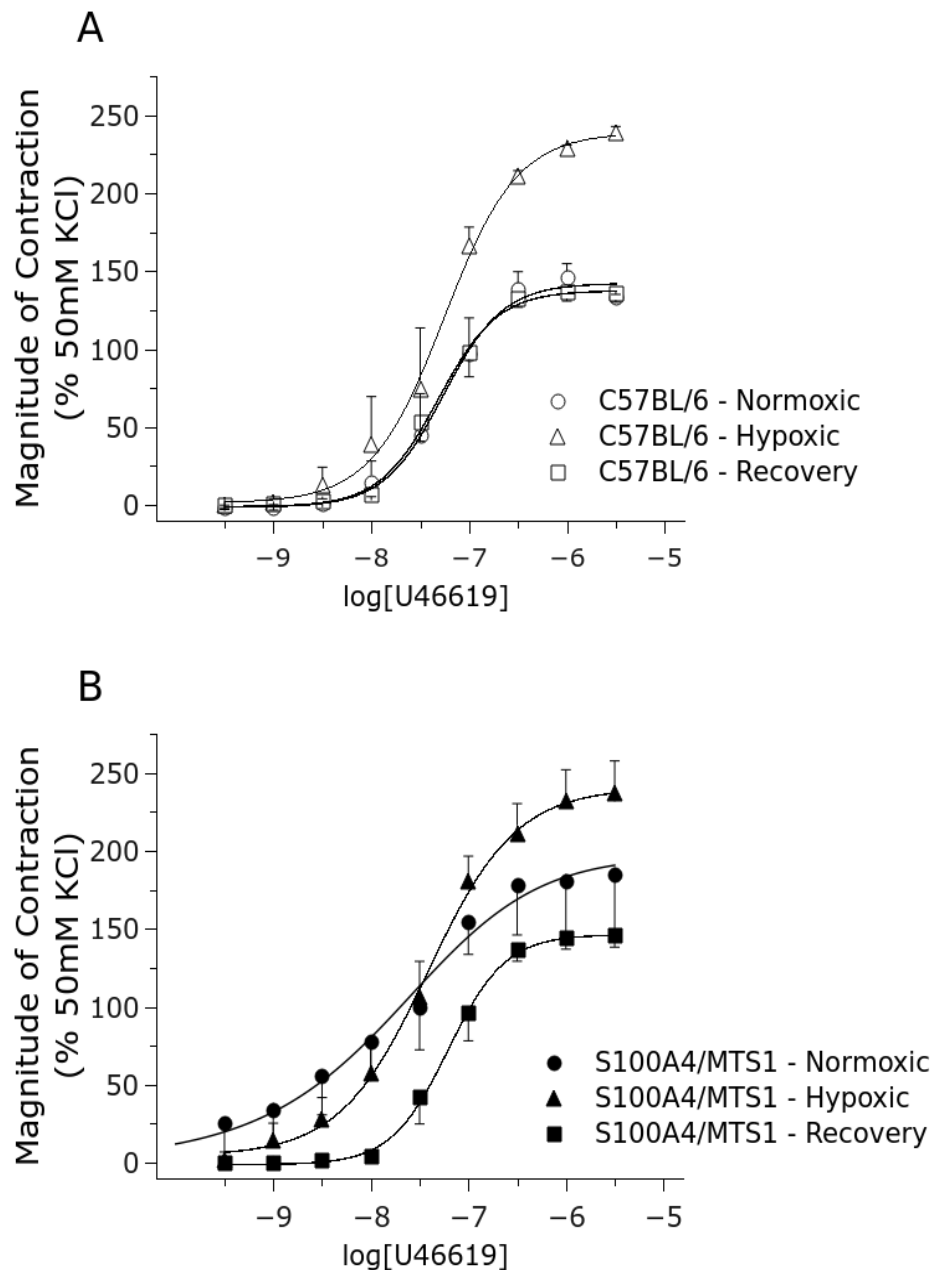 A
Magnitude of Contraction
(% 50mM KCl)
250
200
150
100
50
0
C57BL/6 - Normoxic
C57BL/6 - Hypoxic
C57BL/6 - Recovery
−9
−8
−7
−6
−5
log[U46619]
B
Magnitude of Contraction
(% 50mM KCl)
250
200
150
100
50
0
S100A4/MTS1 - Normoxic
S100A4/MTS1 - Hypoxic
S100A4/MTS1 - Recovery
−9
−8
−7
−6
−5
log[U46619]